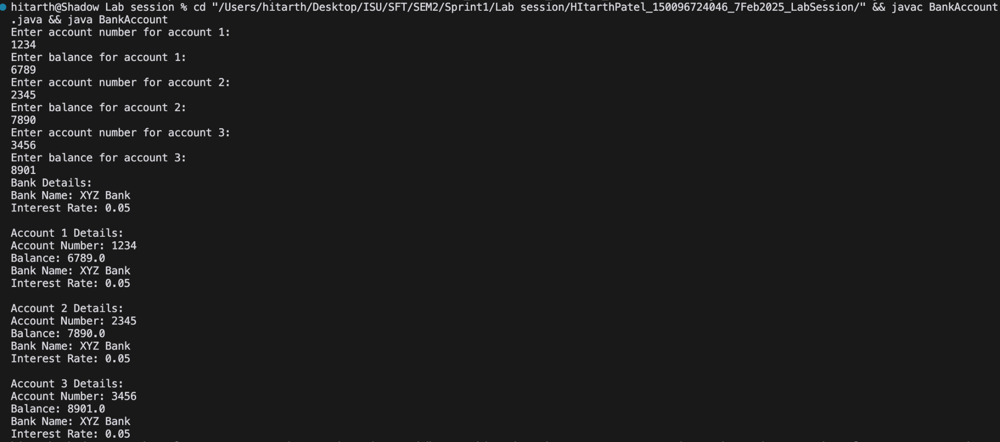 hitarth@Shadow Lab session % cd "/Users/hitarth/Desktop/ISU/SFT/SEM2/Sprint1/Lab session/HItarthPatel_150096724046_7Feb2025_LabSession/" && javac BankAccount
.java && java BankAccount
Enter account number for account 1:
1234
Enter balance for account 1:
6789
Enter account number for account 2:
2345
Enter balance for account 2:
7890
Enter account number for account 3:
3456
Enter balance for account 3:
8901
Bank Details:
Bank Name: XYZ Bank
Interest Rate: 0.05
Account 1 Details:
Account Number: 1234
Balance: 6789.0
Bank Name: XYZ Bank
Interest Rate: 0.05
Account 2 Details:
Account Number: 2345
Balance: 7890.0
Bank Name: XYZ Bank
Interest Rate: 0.05
Account 3 Details:
Account Number: 3456
Balance: 8901.0
Bank Name: XYZ Bank
Interest Rate: 0.05